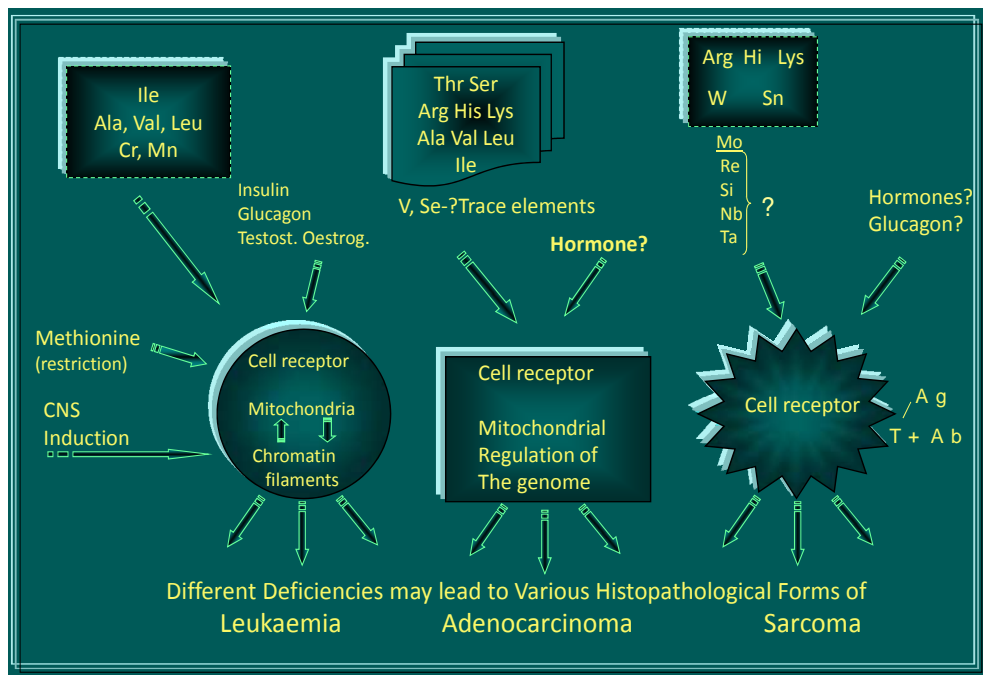 Ile
Ala, Val, Leu
Cr, Mn
Insulin
Glucagon
Testost. Oestrog.
Methionine
(restriction)
CNS
Induction
Cell receptor
Mitochondria
Chromatin
filaments
Thr Ser
Arg His Lys
Ala Val Leu
Ile
V, Se-?Trace elements
Hormone?
Cell receptor
Mitochondrial
Regulation of
The genome
Arg Hi Lys
W Sn
Mo
Re
Si
Nb
Ta
?
Hormones?
Glucagon?
Cell receptor
A g
T + A b
Different Deficiencies may lead to Various Histopathological Forms of
Leukaemia Adenocarcinoma Sarcoma